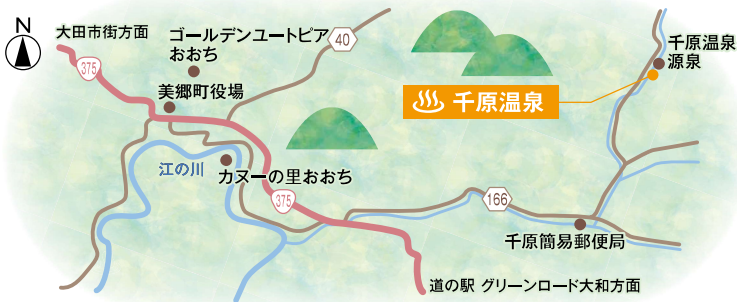 N
大田市街方面
375
ゴールデンユートピア
おおち
40
美郷町役場
千原温泉
源泉
千原温泉
江の川
カヌーの里おおち
375
166
千原簡易郵便局
道の駅 グリーンロード大和方面